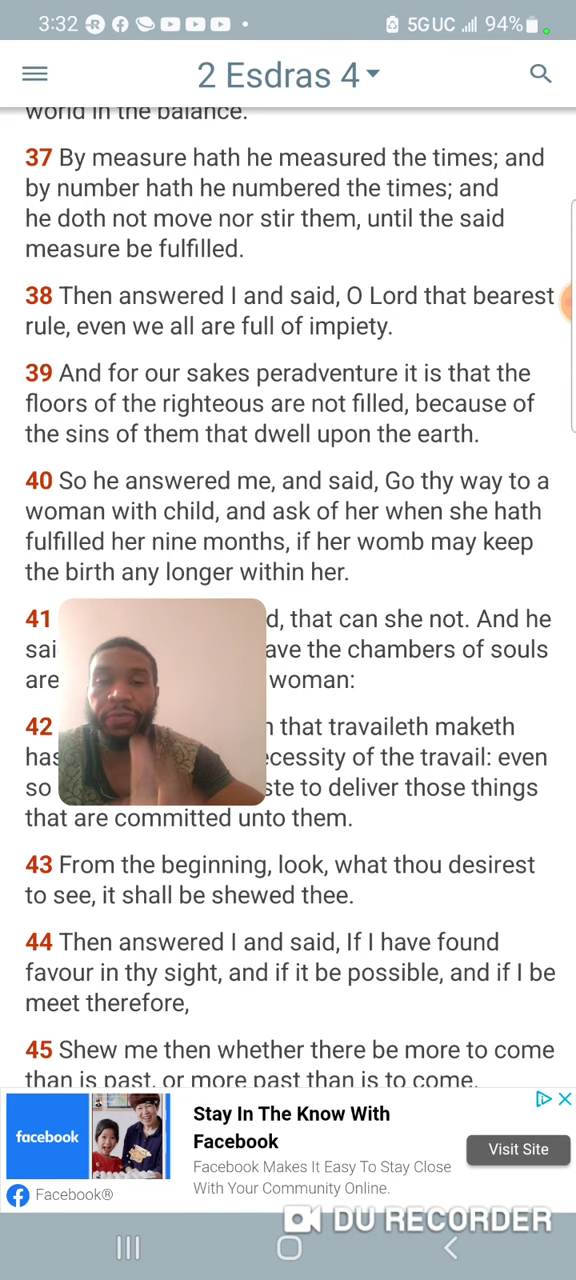 3:32
5G UC
94%
2 Esdras 4
world in the balance.
37 By measure hath he measured the times; and
by number hath he numbered the times; and
he doth not move nor stir them, until the said
measure be fulfilled.
38 Then answered I and said, O Lord that bearest
rule, even we all are full of impiety.
39 And for our sakes peradventure it is that the
floors of the righteous are not filled, because of
the sins of them that dwell upon the earth.
40 So he answered me, and said, Go thy way to a
woman with child, and ask of her when she hath
fulfilled her nine months, if her womb may keep
the birth any longer within her.
41 d, that can she not. And he
sai ave the chambers of souls
are woman:
42 n that travaileth maketh
has ecessity of the travail: even
so ste to deliver those things
that are committed unto them.
43 From the beginning, look, what thou desirest
to see, it shall be shewed thee.
44 Then answered I and said, If I have found
favour in thy sight, and if it be possible, and if I be
meet therefore,
45 Shew me then whether there be more to come
than is past, or more past than is to come.
facebook
Stay In The Know With
Facebook
Facebook Makes It Easy To Stay Close
With Your Community Online.
Visit Site
Facebook®
DU RECORDER